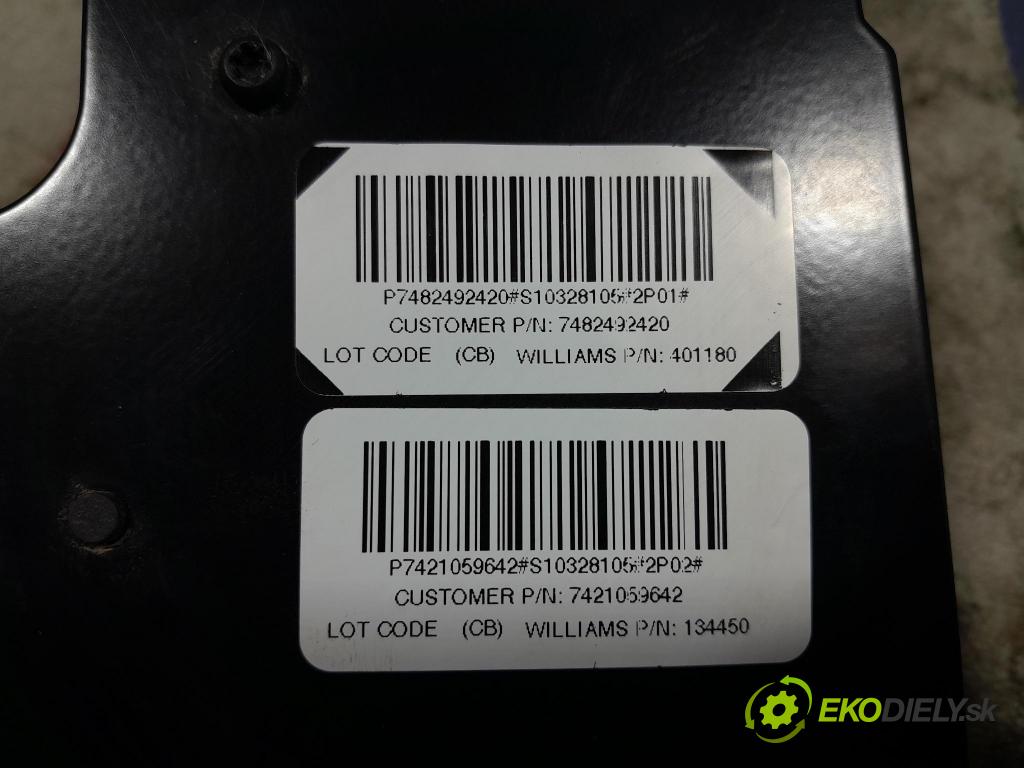 P7482492420#S10328105#2P01#
CUSTOMER P/N: 7482492420
LOT CODE (CB) WILLIAMS P/N: 401180
P7421059642#S10328105#2P02#
CUSTOMER P/N: 7421059642
LOT CODE (CB) WILLIAMS P/N: 134450
EKODIELY.sk